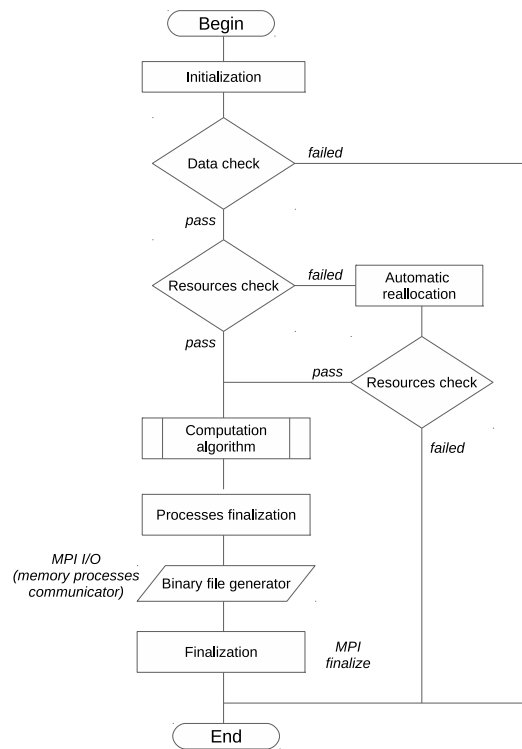 Begin
Initialization
Data check
failed
pass
Resources check
failed
Automatic
reallocation
pass
pass
Resources check
Computation
algorithm
failed
Processes finalization
MPI I/O
(memory processes
communicator)
Binary file generator
Finalization
MPI
finalize
End